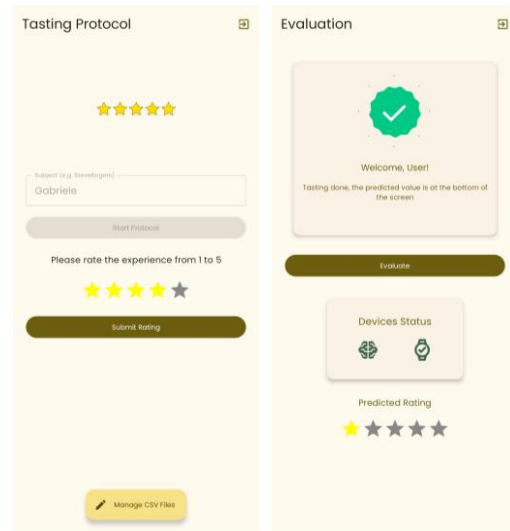 Tasting Protocol
Subject (e.g. SteveRogers)
Gabriele
Start Protocol
Please rate the experience from 1 to 5
Submit Rating
Manage CSV Files
Evaluation
Welcome, User!
Tasting done, the predicted value is at the bottom of
the screen
Evaluate
Devices Status
Predicted Rating